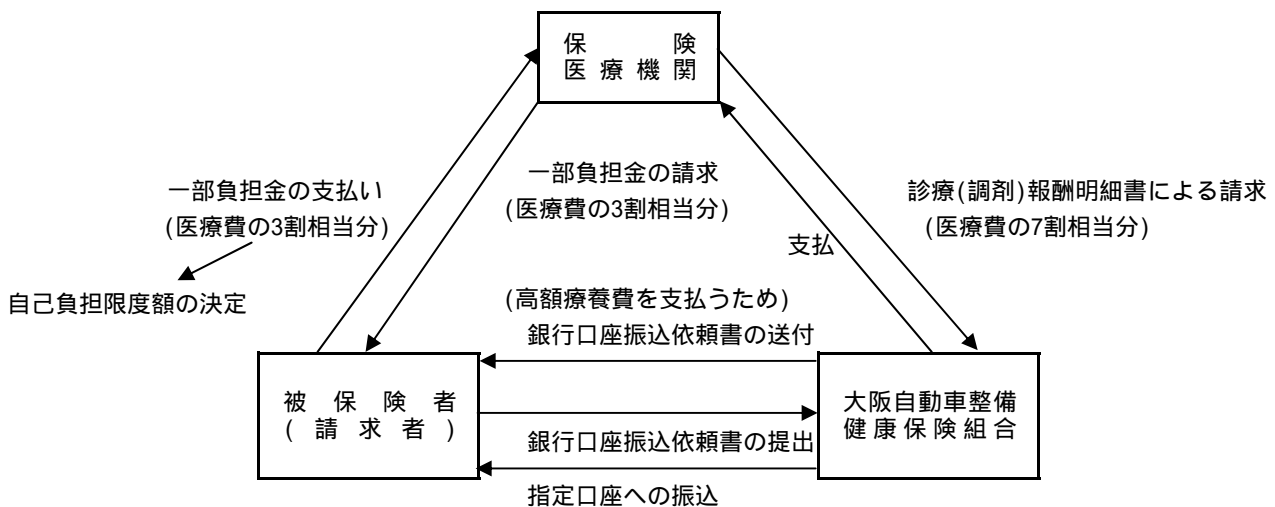 保険
医療機関
一部負担金の支払い
(医療費の3割相当分)
自己負担限度額の決定
一部負担金の請求
(医療費の3割相当分)
診療(調剤)報酬明細書による請求
(医療費の7割相当分)
支払
(高額療養費を支払うため)
銀行口座振込依頼書の送付
被保険者
(請求者)
大阪自動車整備
健康保険組合
銀行口座振込依頼書の提出
指定口座への振込